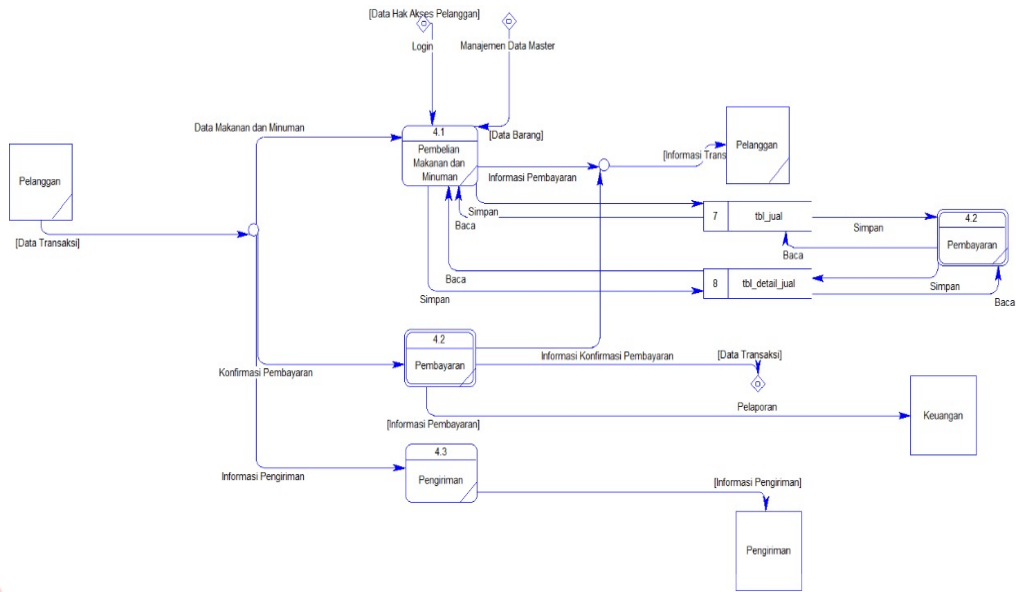 [Data Hak Akses Pelanggan]
Login
Manajemen Data Master
Data Makanan dan Minuman
4.1
[Data Barang]
Pembelian
Makanan dan
Minuman
Informasi Pembayaran
[Informasi Trans
Pelanggan
Pelanggan
[Data Transaksi]
Simpan
Baca
7
tbl_jual
Simpan
4.2
Pembayaran
Baca
Baca
8
tbl_detail_jual
Simpan
Simpan
Baca
4.2
Pembayaran
Informasi Konfirmasi Pembayaran
[Data Transaksi]
Konfirmasi Pembayaran
Pelaporan
Keuangan
[Informasi Pembayaran]
4.3
Pengiriman
Informasi Pengiriman
[Informasi Pengiriman]
Pengiriman